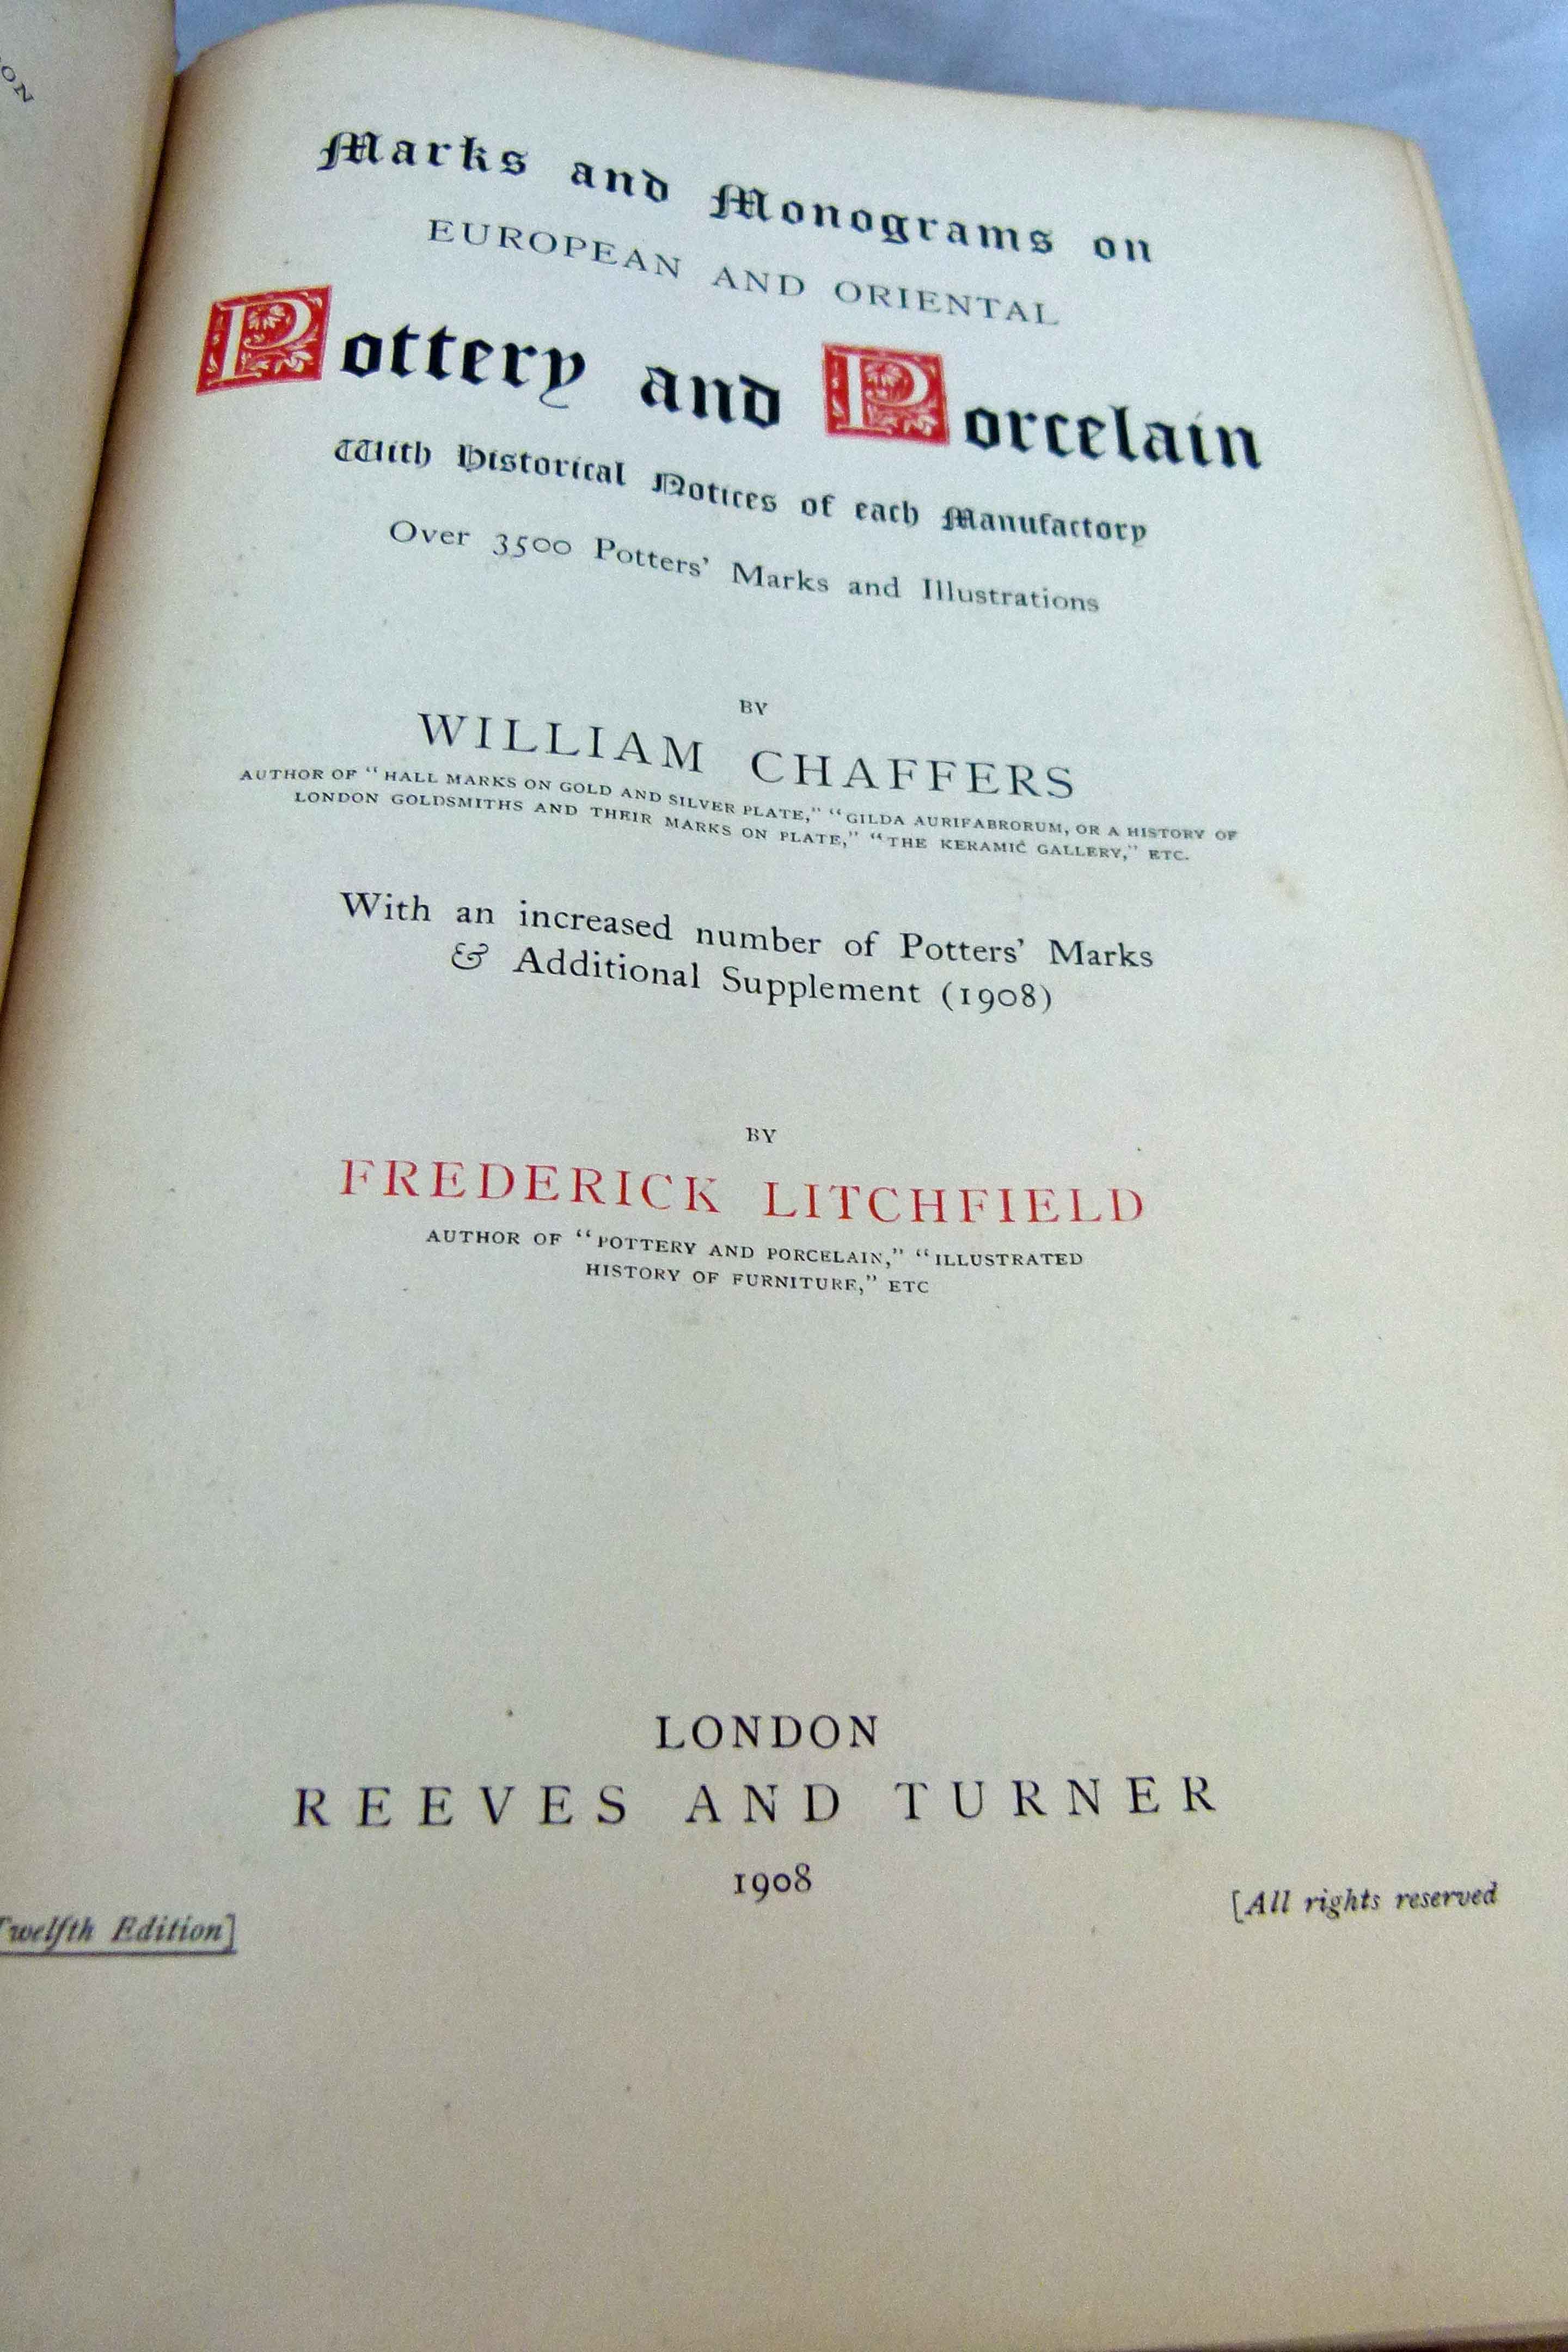 ON
Marks and Monograms on
EUROPEAN AND ORIENTAL
Pottery and Porcelain
With Historical Notices of each Manufactory
Over 3500 Potters' Marks and Illustrations
BY
WILLIAM CHAFFERS
AUTHOR OF "HALL MARKS ON GOLD AND SILVER PLATE," "GILDA AURIFABRORUM, OR A HISTORY OF
LONDON GOLDSMITHS AND THEIR MARKS ON PLATE," "THE KERAMIC GALLERY," ETC.
With an increased number of Potters' Marks
& Additional Supplement (1908)
BY
FREDERICK LITCHFIELD
AUTHOR OF "POTTERY AND PORCELAIN," "ILLUSTRATED
HISTORY OF FURNITURE," ETC
LONDON
REEVES AND TURNER
1908
Twelfth Edition]
[All rights reserved